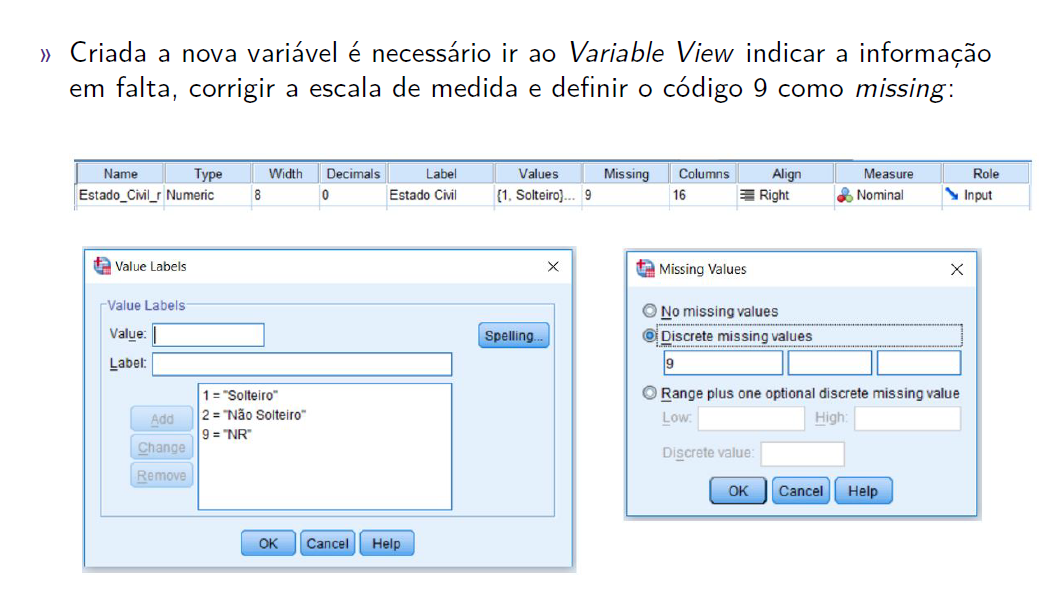 » Criada a nova variável é necessário ir ao Variable View indicar a informação
em falta, corrigir a escala de medida e definir o código 9 como missing:
Name Type Width Decimals Label Values Missing Columns Align Measure Role
Estado_Civil_r Numeric 8 0 Estado Civil {1, Solteiro}... 9 16 Right Nominal Input
Value Labels
Value Labels
Value:
Spelling...
Label:
1 = "Solteiro"
2 = "Não Solteiro"
9 = "NR"
Add
Change
Remove
OK Cancel Help
Missing Values
No missing values
Discrete missing values
9
Range plus one optional discrete missing value
Low: High:
Discrete value:
OK Cancel Help